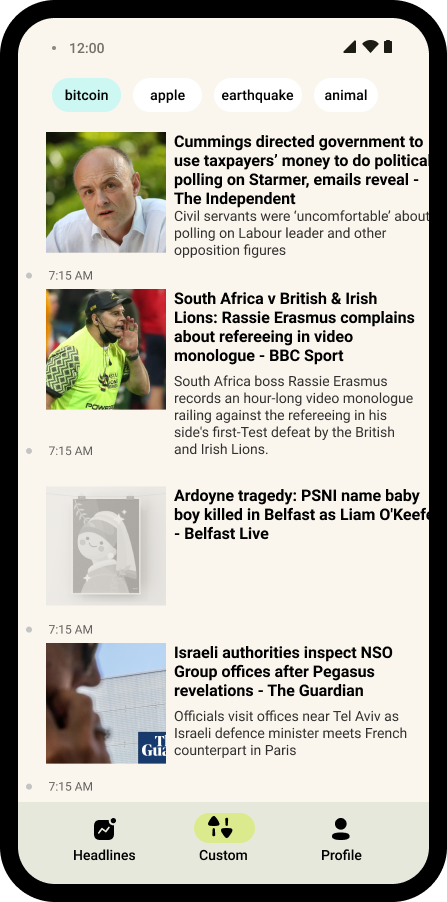 12:00
bitcoin apple earthquake animal
Cummings directed government to
use taxpayers’ money to do political
polling on Starmer, emails reveal -
The Independent
Civil servants were ‘uncomfortable’ about
polling on Labour leader and other
opposition figures
7:15 AM
South Africa v British & Irish
Lions: Rassie Erasmus complains
about refereeing in video
monologue - BBC Sport
South Africa boss Rassie Erasmus
records an hour-long video monologue
railing against the refereeing in his
side's first-Test defeat by the British
and Irish Lions.
7:15 AM
Ardoyne tragedy: PSNI name baby
boy killed in Belfast as Liam O'Keefe
- Belfast Live
7:15 AM
Israeli authorities inspect NSO
Group offices after Pegasus
revelations - The Guardian
Officials visit offices near Tel Aviv as
Israeli defence minister meets French
counterpart in Paris
7:15 AM
Headlines Custom Profile